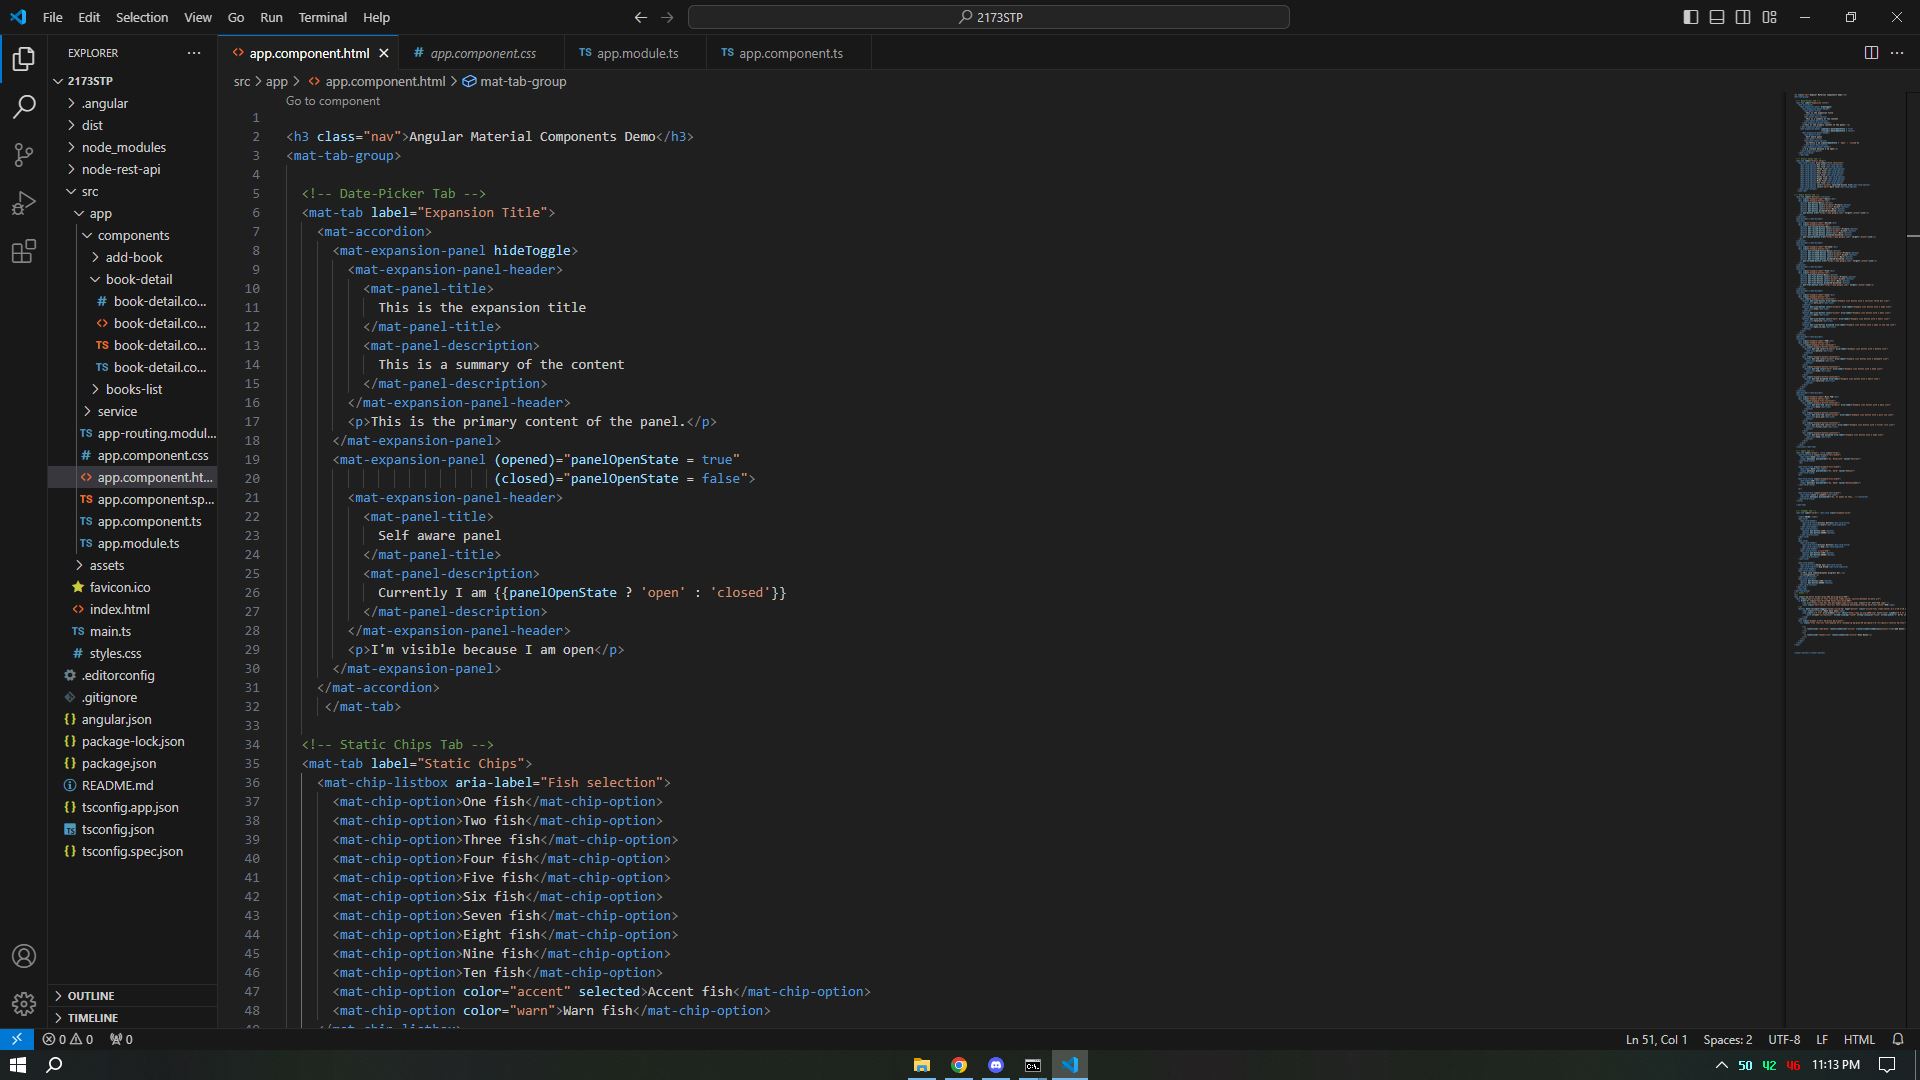 File Edit Selection View Go Run Terminal Help
2173STP
EXPLORER
app.component.html
app.component.css
TS app.module.ts
TS app.component.ts
2173STP
src > app > app.component.html > mat-tab-group
.angular
dist
node_modules
node-rest-api
src
app
components
add-book
book-detail
# book-detail.co...
<> book-detail.co...
TS book-detail.co...
TS book-detail.co...
books-list
service
TS app-routing.modul...
# app.component.css
<> app.component.ht...
TS app.component.sp...
TS app.component.ts
TS app.module.ts
assets
favicon.ico
<> index.html
TS main.ts
# styles.css
.editorconfig
.gitignore
{} angular.json
{} package-lock.json
{} package.json
README.md
{} tsconfig.app.json
TS tsconfig.json
{} tsconfig.spec.json
OUTLINE
TIMELINE
Go to component
1
2 <h3 class="nav">Angular Material Components Demo</h3>
3 <mat-tab-group>
4
5 <!-- Date-Picker Tab -->
6 <mat-tab label="Expansion Title">
7 <mat-accordion>
8 <mat-expansion-panel hideToggle>
9 <mat-expansion-panel-header>
10 <mat-panel-title>
11 This is the expansion title
12 </mat-panel-title>
13 <mat-panel-description>
14 This is a summary of the content
15 </mat-panel-description>
16 </mat-expansion-panel-header>
17 <p>This is the primary content of the panel.</p>
18 </mat-expansion-panel>
19 <mat-expansion-panel (opened)="panelOpenState = true"
20 (closed)="panelOpenState = false">
21 <mat-expansion-panel-header>
22 <mat-panel-title>
23 Self aware panel
24 </mat-panel-title>
25 <mat-panel-description>
26 Currently I am {{panelOpenState ? 'open' : 'closed'}}
27 </mat-panel-description>
28 </mat-expansion-panel-header>
29 <p>I'm visible because I am open</p>
30 </mat-expansion-panel>
31 </mat-accordion>
32 </mat-tab>
33
34 <!-- Static Chips Tab -->
35 <mat-tab label="Static Chips">
36 <mat-chip-listbox aria-label="Fish selection">
37 <mat-chip-option>One fish</mat-chip-option>
38 <mat-chip-option>Two fish</mat-chip-option>
39 <mat-chip-option>Three fish</mat-chip-option>
40 <mat-chip-option>Four fish</mat-chip-option>
41 <mat-chip-option>Five fish</mat-chip-option>
42 <mat-chip-option>Six fish</mat-chip-option>
43 <mat-chip-option>Seven fish</mat-chip-option>
44 <mat-chip-option>Eight fish</mat-chip-option>
45 <mat-chip-option>Nine fish</mat-chip-option>
46 <mat-chip-option>Ten fish</mat-chip-option>
47 <mat-chip-option color="accent" selected>Accent fish</mat-chip-option>
48 <mat-chip-option color="warn">Warn fish</mat-chip-option>
0 0 0
Ln 51, Col 1 Spaces: 2 UTF-8 LF HTML
50 42 46 11:13 PM